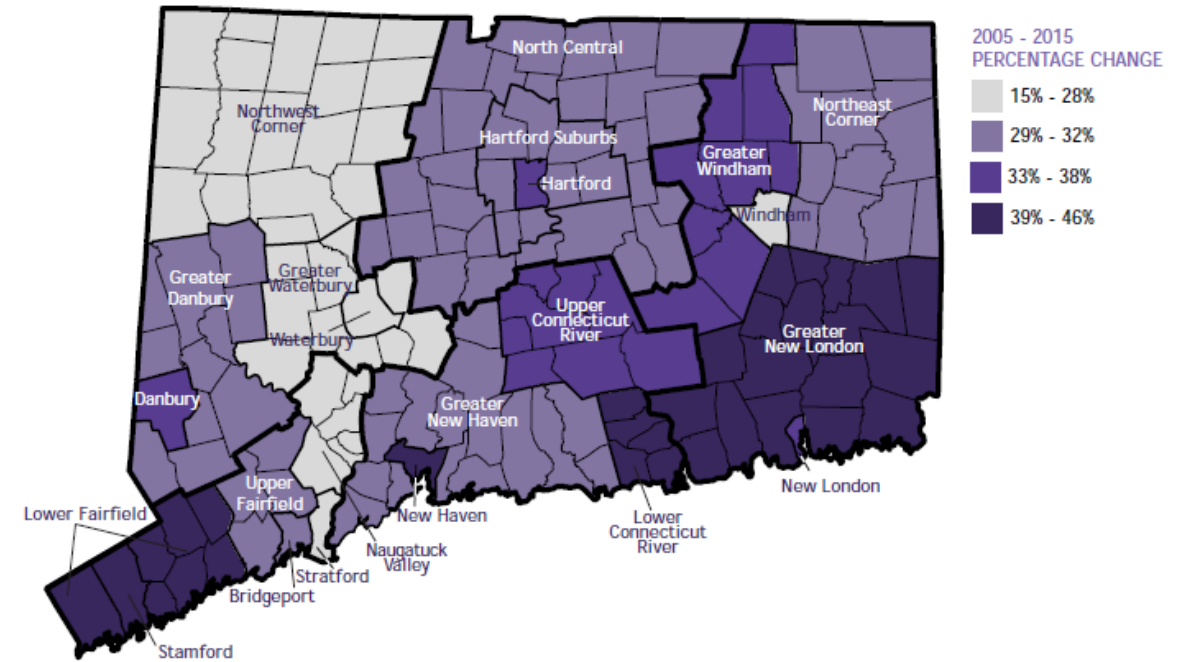 2005 - 2015
PERCENTAGE CHANGE
15% - 28%
29% - 32%
33% - 38%
39% - 46%
North Central
Northwest
Corner
Northeast
Corner
Hartford Suburbs
Greater
Windham
Hartford
Windham
Greater
Danbury
Greater
Waterbury
Upper
Connecticut
River
Waterbury
Greater
New London
Danbury
Greater
New Haven
Upper
Fairfield
New London
Lower Fairfield
New Haven
Lower
Connecticut
River
Naugatuck
Valley
Stratford
Bridgeport
Stamford